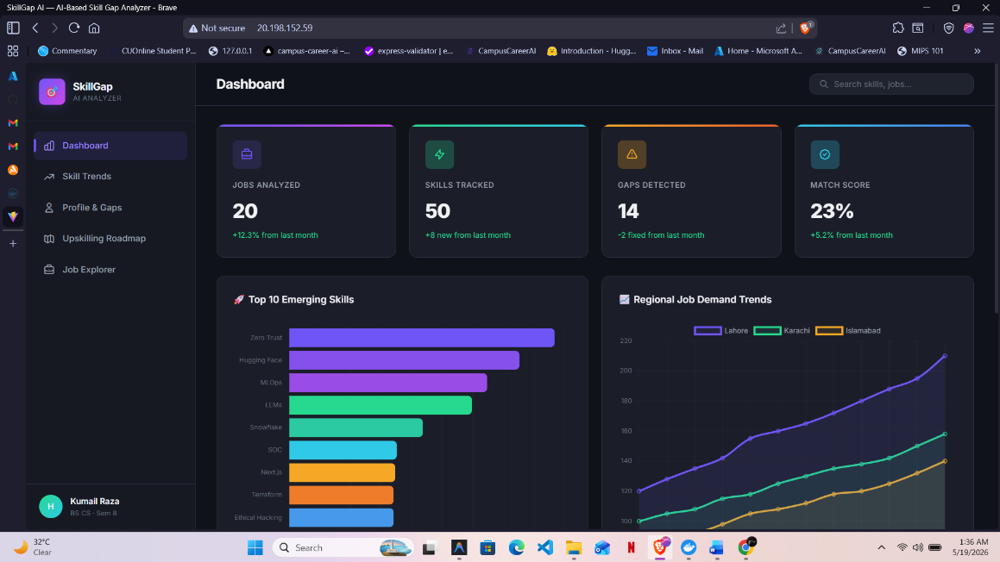 SkillGap AI — AI-Based Skill Gap Analyzer - Brave
Not secure 20.198.152.59
1
Commentary CUOnline Student P... 127.0.0.1 campus-career-ai –... express-validator | e... CampusCareerAI Introduction - Hugg... Inbox - Mail Home - Microsoft A... CampusCareerAI MIPS 101 »
SkillGap
AI ANALYZER
Dashboard
Skill Trends
Profile & Gaps
Upskilling Roadmap
Job Explorer
H
Kumail Raza
BS CS · Sem 8
Dashboard
Search skills, jobs...
JOBS ANALYZED
20
+12.3% from last month
SKILLS TRACKED
50
+8 new from last month
GAPS DETECTED
14
-2 fixed from last month
MATCH SCORE
23%
+5.2% from last month
🚀 Top 10 Emerging Skills
Zero Trust
Hugging Face
MLOps
LLMs
Snowflake
SOC
Next.js
Terraform
Ethical Hacking
📈 Regional Job Demand Trends
Lahore Karachi Islamabad
220
200
180
160
140
120
100
32°C
Clear
Search
1:36 AM
5/19/2026